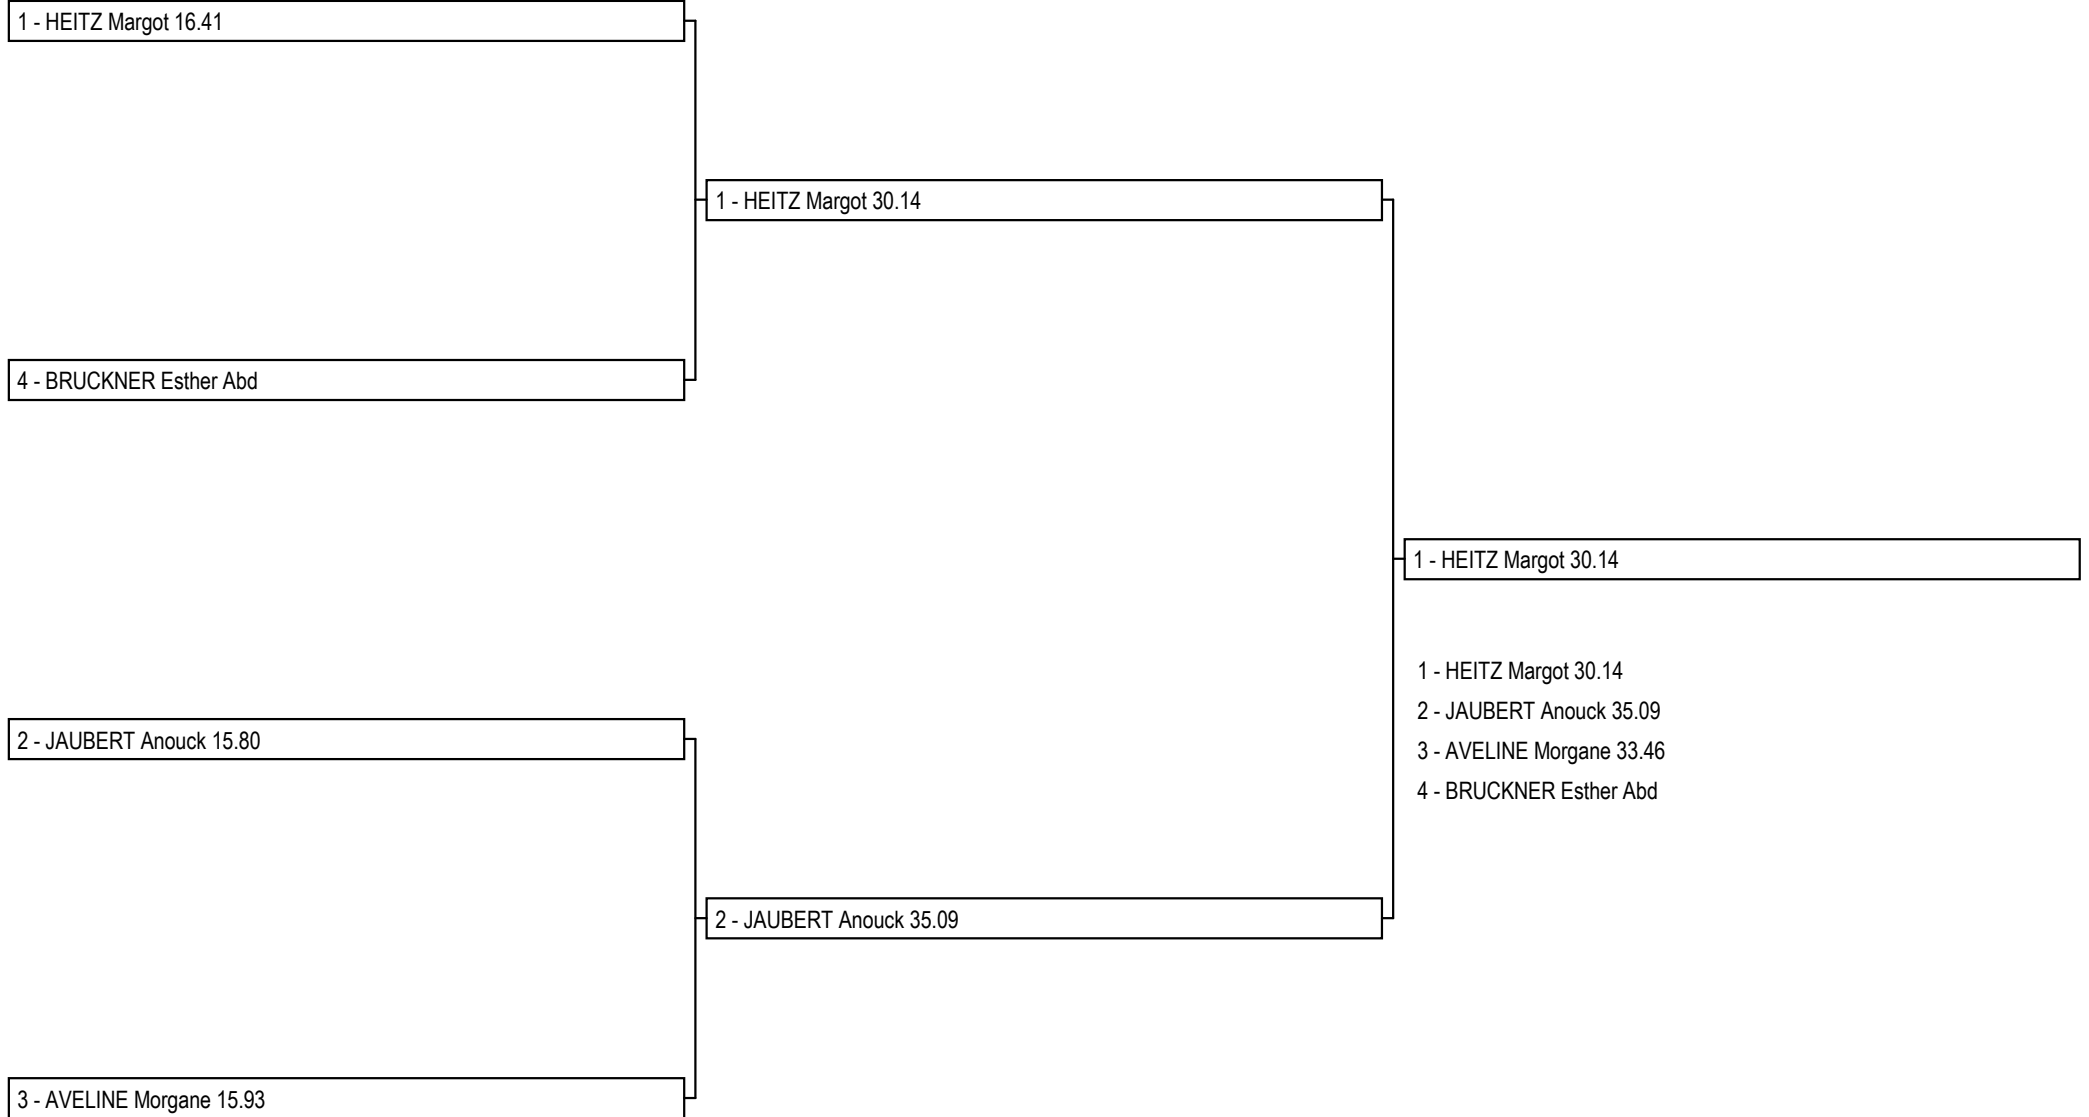 1 - HEITZ Margot 16.41
1 - HEITZ Margot 30.14
4 - BRUCKNER Esther Abd
1 - HEITZ Margot 30.14
1 - HEITZ Margot 30.14
2 - JAUBERT Anouck 35.09
2 - JAUBERT Anouck 15.80
3 - AVELINE Morgane 33.46
4 - BRUCKNER Esther Abd
2 - JAUBERT Anouck 35.09
3 - AVELINE Morgane 15.93